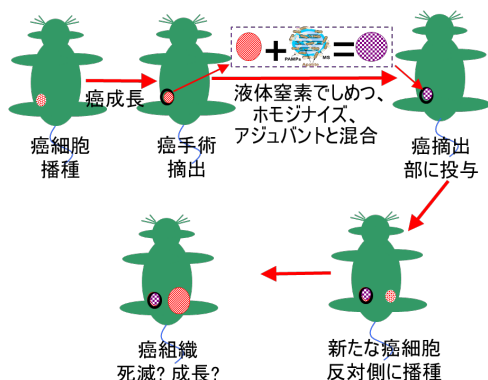 癌成長
癌細胞
播種
癌手術
摘出
PAMPs
MS
液体窒素でしめつ、
ホモジナイズ、
アジュバントと混合
癌摘出
部に投与
癌組織
死滅? 成長?
新たな癌細胞
反対側に播種